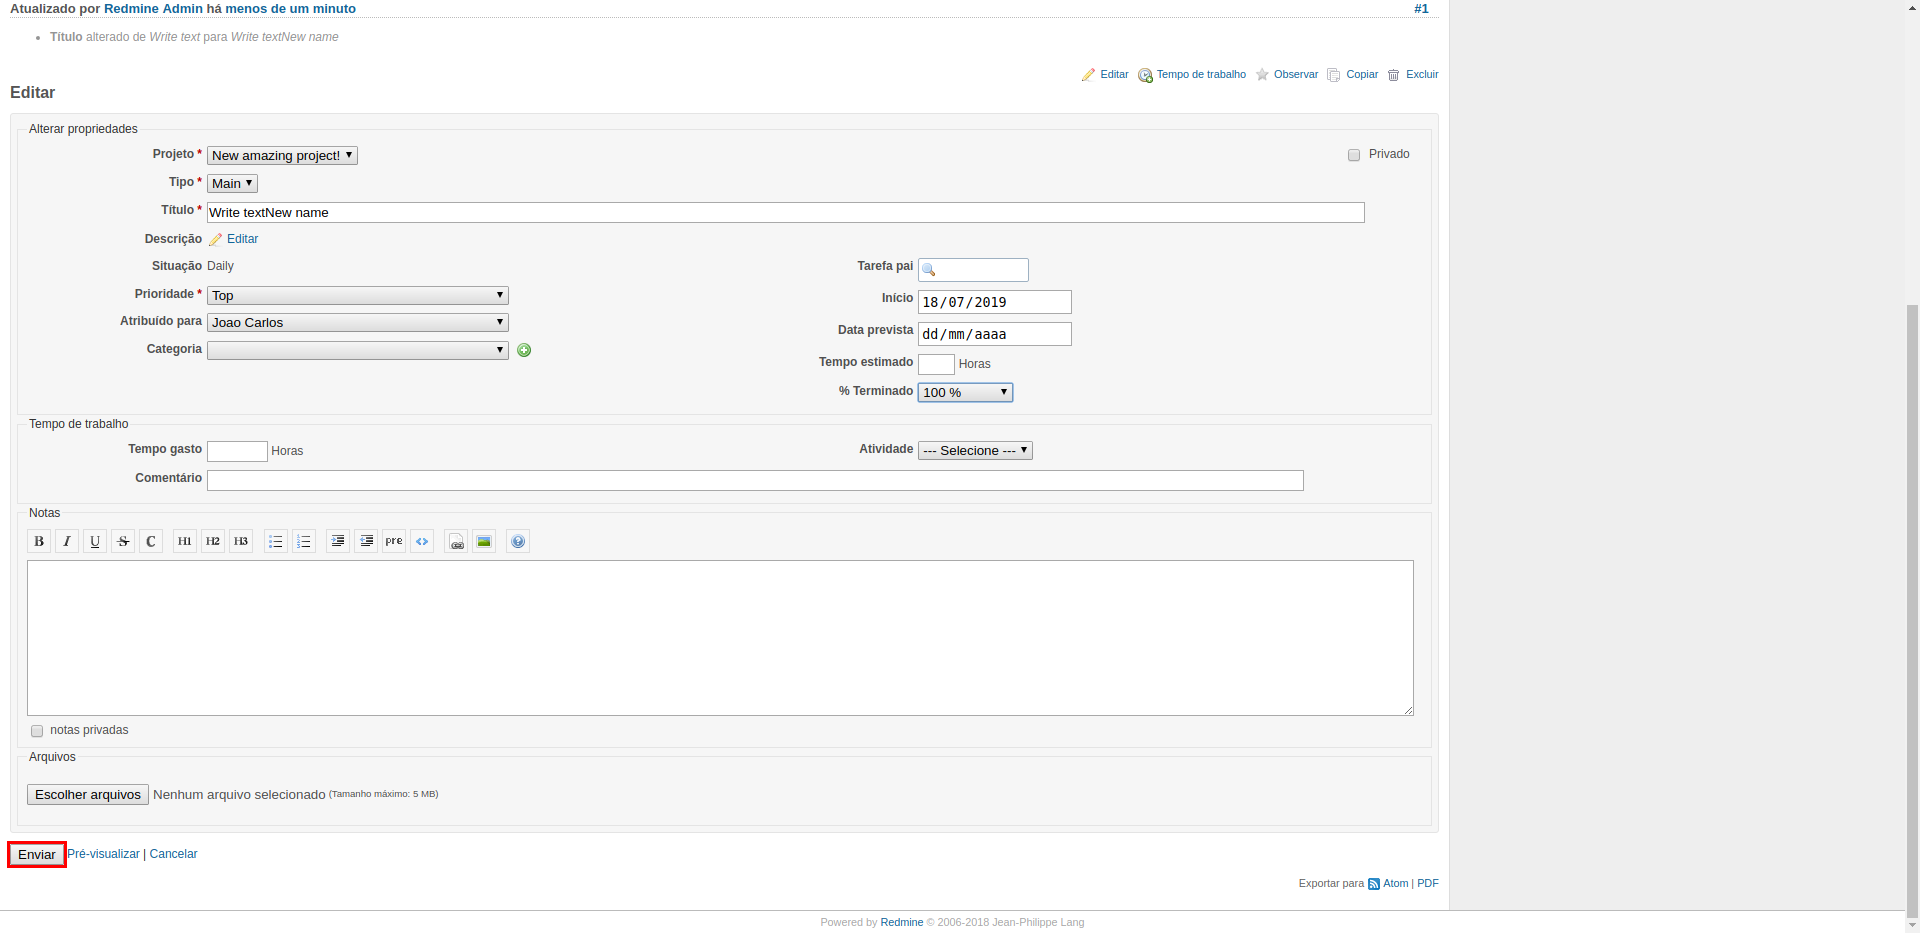 Atualizado por Redmine Admin há menos de um minuto #1
Título alterado de Write text para Write textNew name
Editar Tempo de trabalho Observar Copiar Excluir
Editar
Alterar propriedades
Projeto * New amazing project! Privado
Tipo * Main
Título * Write textNew name
Descrição Editar
Situação Daily Tarefa pai
Prioridade * Top Início 18/07/2019
Atribuído para Joao Carlos Data prevista dd/mm/aaaa
Categoria Tempo estimado Horas
% Terminado 100 %
Tempo de trabalho
Tempo gasto Horas Atividade --- Selecione ---
Comentário
Notas
B I U S C H1 H2 H3 pre <>
notas privadas
Arquivos
Escolher arquivos Nenhum arquivo selecionado (Tamanho máximo: 5 MB)
Enviar Pré-visualizar | Cancelar
Exportar para Atom | PDF
Powered by Redmine © 2006-2018 Jean-Philippe Lang